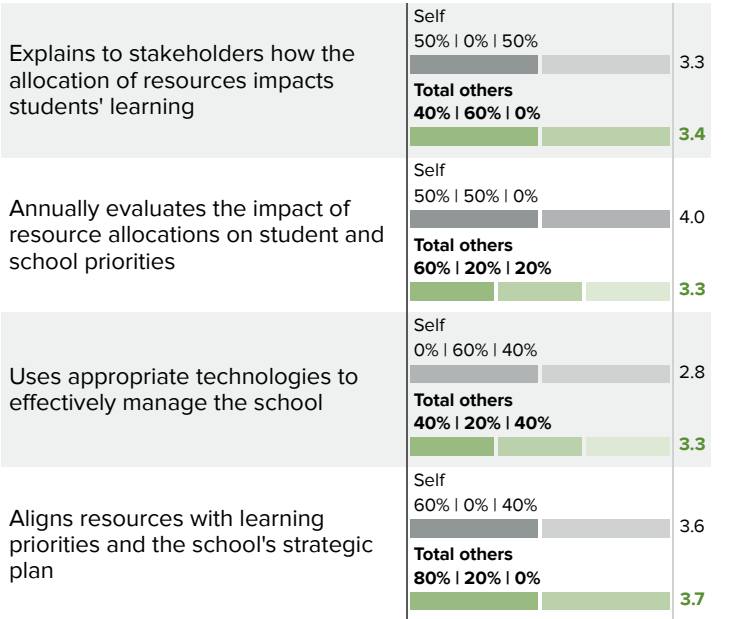 Explains to stakeholders how the
allocation of resources impacts
students' learning
Self
50% | 0% | 50%
3.3
Total others
40% | 60% | 0%
3.4
Annually evaluates the impact of
resource allocations on student and
school priorities
Self
50% | 50% | 0%
4.0
Total others
60% | 20% | 20%
3.3
Uses appropriate technologies to
effectively manage the school
Self
0% | 60% | 40%
2.8
Total others
40% | 20% | 40%
3.3
Aligns resources with learning
priorities and the school's strategic
plan
Self
60% | 0% | 40%
3.6
Total others
80% | 20% | 0%
3.7